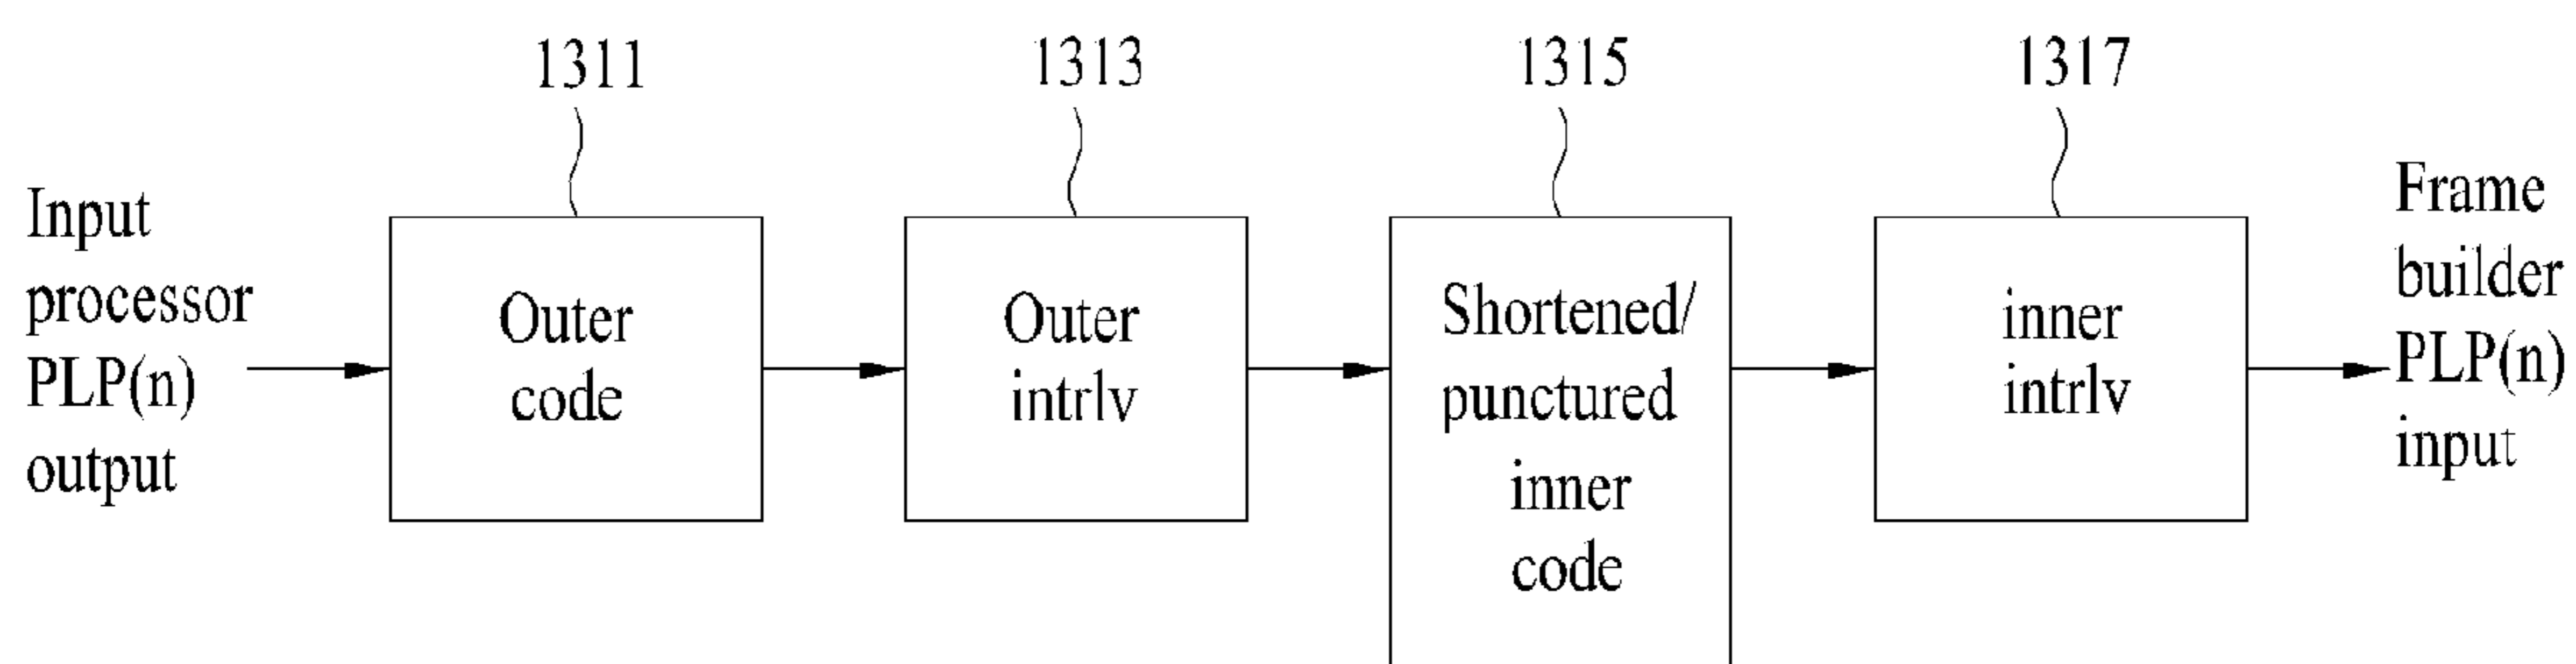 1311
1313
1315
1317
Input
processor
PLP(n)
output
Outer
code
Outer
intrlv
Shortened/
punctured
inner
code
inner
intrlv
Frame
builder
PLP(n)
input